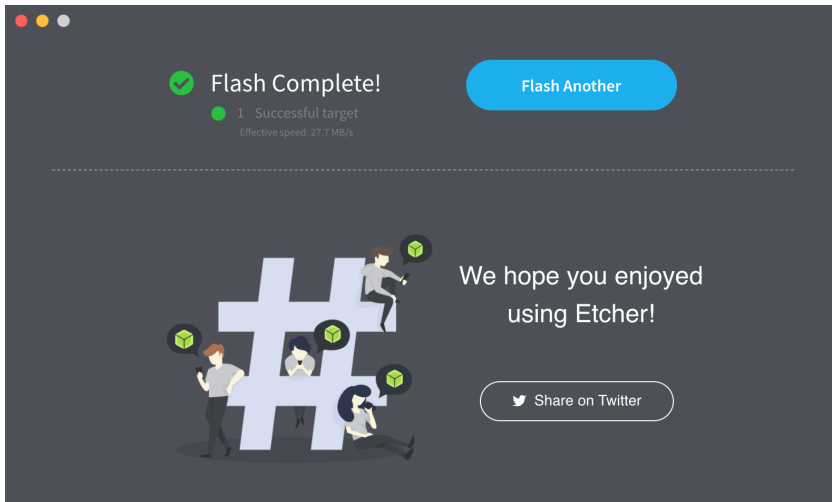 Flash Complete!
Flash Another
1 Successful target
Effective speed: 27.7 MB/s
We hope you enjoyed
using Etcher!
Share on Twitter